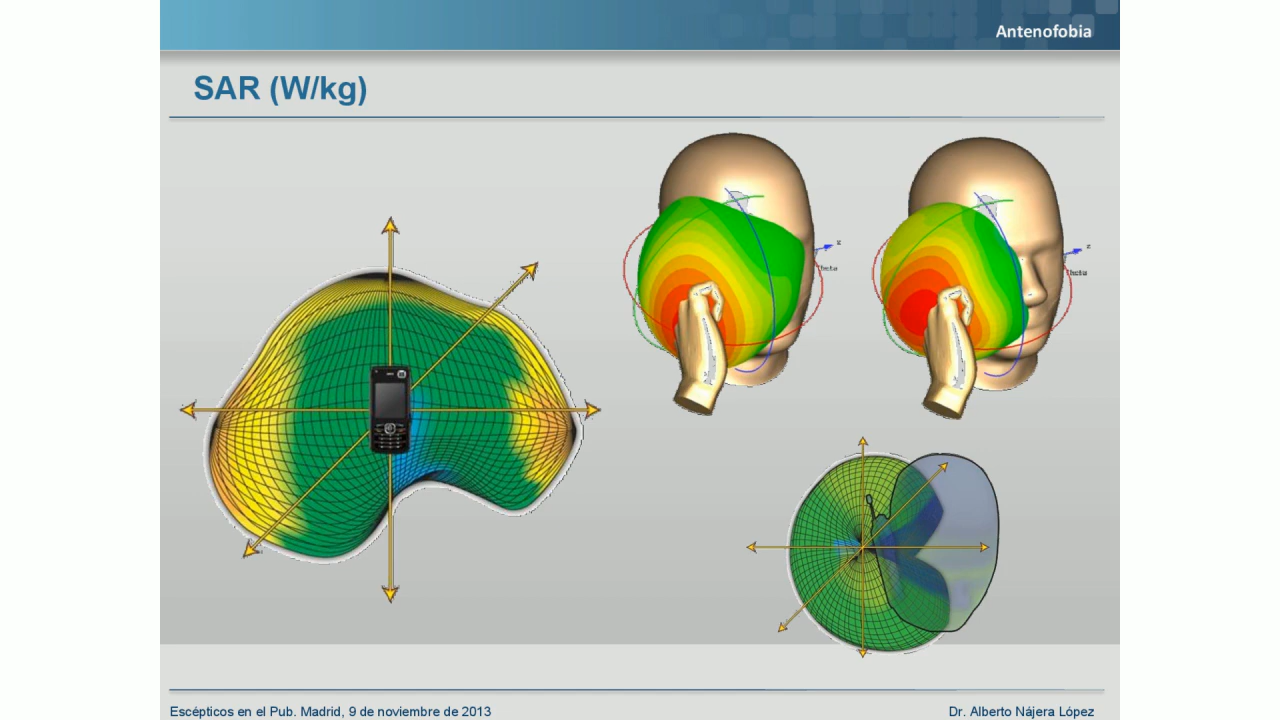 Antenofobia
SAR (W/kg)
Escépticos en el Pub. Madrid, 9 de noviembre de 2013
Dr. Alberto Nájera López